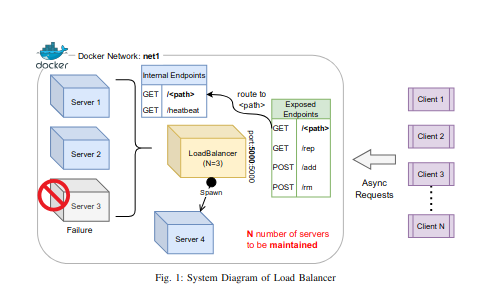 docker
Docker Network: net1
Server 1
Server 2
Server 3
Failure
Internal Endpoints
GET /<path>
GET /heatbeat
route to
<path>
Exposed
Endpoints
GET /<path>
GET /rep
POST /add
POST /rm
LoadBalancer
(N=3)
port:5000:5000
Spawn
Server 4
N number of servers
to be maintained
Async
Requests
Client 1
Client 2
Client 3
Client N
Fig. 1: System Diagram of Load Balancer